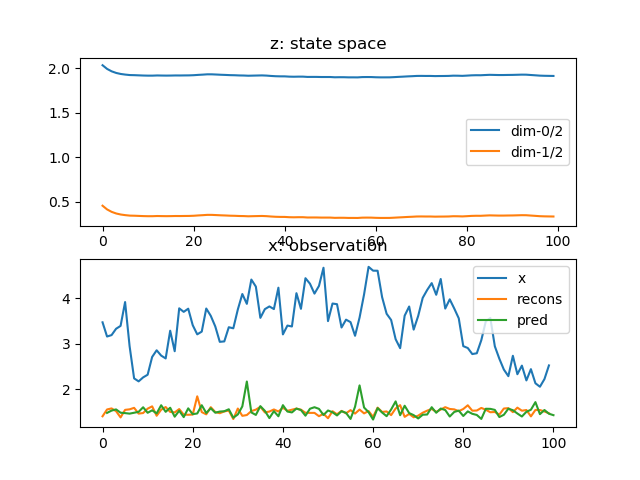 z: state space
2.0
1.5
1.0
0.5
dim-0/2
dim-1/2
0 20 40 60 80 100
x: observation
4
3
2
x
recons
pred
0 20 40 60 80 100